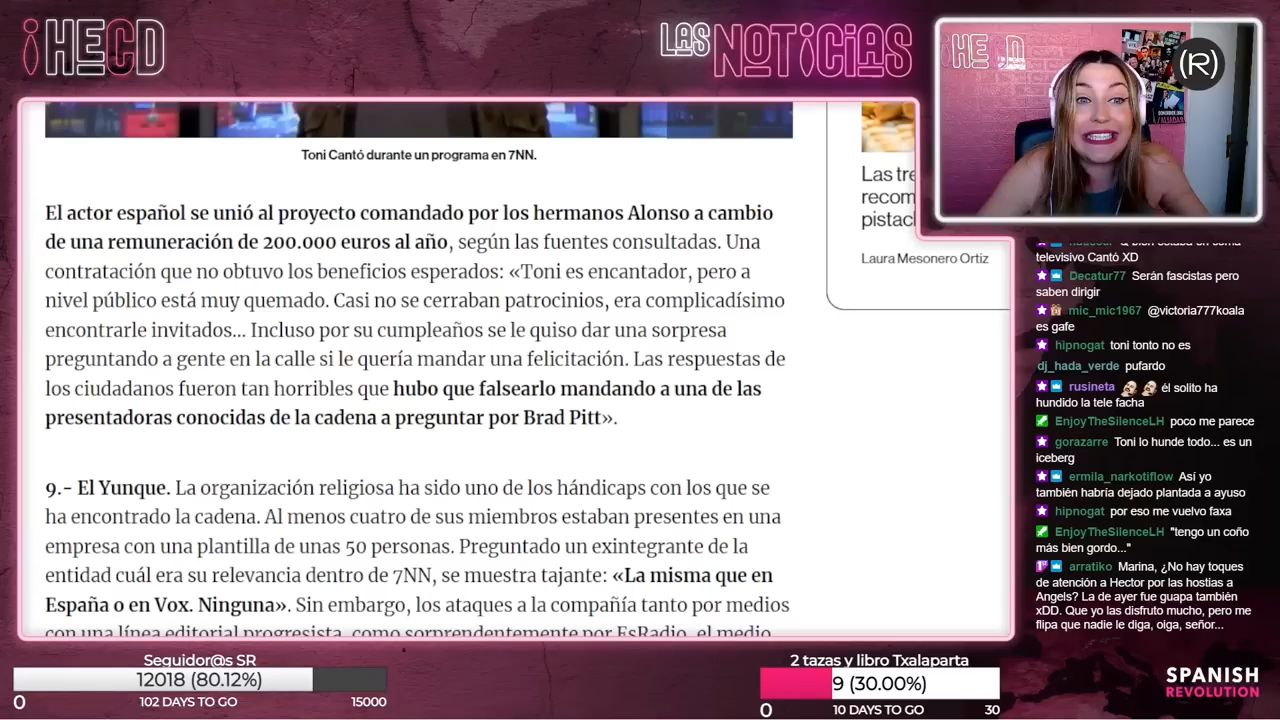 ¡HECD
LAS NOTICIAS
HE D
(R)
Toni Cantó durante un programa en 7NN.
El actor español se unió al proyecto comandado por los hermanos Alonso a cambio
de una remuneración de 200.000 euros al año, según las fuentes consultadas. Una
contratación que no obtuvo los beneficios esperados: «Toni es encantador, pero a
nivel público está muy quemado. Casi no se cerraban patrocinios, era complicadísimo
encontrarle invitados... Incluso por su cumpleaños se le quiso dar una sorpresa
preguntando a gente en la calle si le quería mandar una felicitación. Las respuestas de
los ciudadanos fueron tan horribles que hubo que falsearlo mandando a una de las
presentadoras conocidas de la cadena a preguntar por Brad Pitt».
9.- El Yunque. La organización religiosa ha sido uno de los hándicaps con los que se
ha encontrado la cadena. Al menos cuatro de sus miembros estaban presentes en una
empresa con una plantilla de unas 50 personas. Preguntado un exintegrante de la
entidad cuál era su relevancia dentro de 7NN, se muestra tajante: «La misma que en
España o en Vox. Ninguna». Sin embargo, los ataques a la compañía tanto por medios
con una línea editorial progresista, como sorprendentemente por EsRadio, el medio
Las tre
recom
pistacl
Laura Mesonero Ortiz
televisivo Cantó XD
Decatur77 Serán fascistas pero
saben dirigir
mic_mic1967 @victoria777koala
es gafe
hipnogat toni tonto no es
dj_hada_verde pufardo
rusineta él solito ha
hundido la tele facha
EnjoyTheSilenceLH poco me parece
gorazarre Toni lo hunde todo... es un
iceberg
ermila_narkotiflow Así yo
también habría dejado plantada a ayuso
hipnogat por eso me vuelvo faxa
EnjoyTheSilenceLH "tengo un coño
más bien gordo..."
arratiko Marina, ¿No hay toques
de atención a Hector por las hostias a
Angels? La de ayer fue guapa también
xDD. Que yo las disfruto mucho, pero me
flipa que nadie le diga, oiga, señor...
Seguidor@s SR
12018 (80.12%)
0 102 DAYS TO GO 15000
2 tazas y libro Txalaparta
9 (30.00%)
0 10 DAYS TO GO 30
SPANISH
REVOLUTION